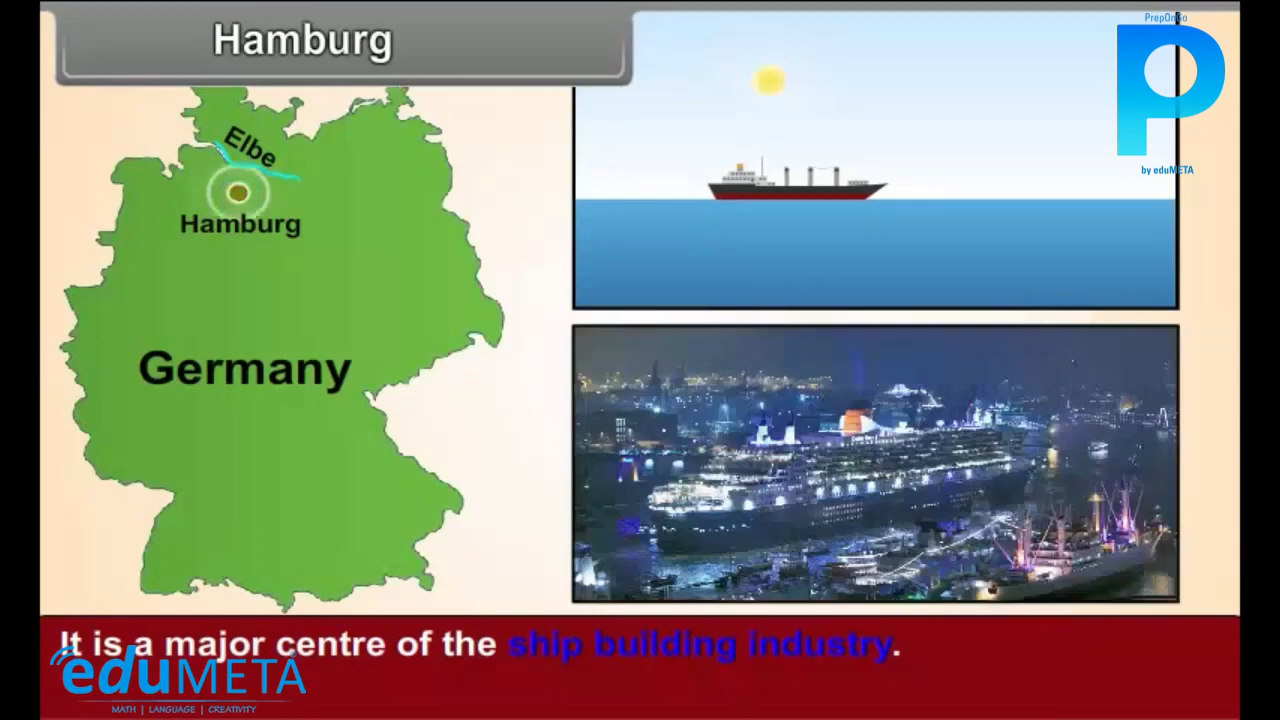 Hamburg
PrepOnGo
P
by eduMETA
Elbe
Hamburg
Germany
It is a major centre of the ship building industry.
eduMETA
MATH | LANGUAGE | CREATIVITY